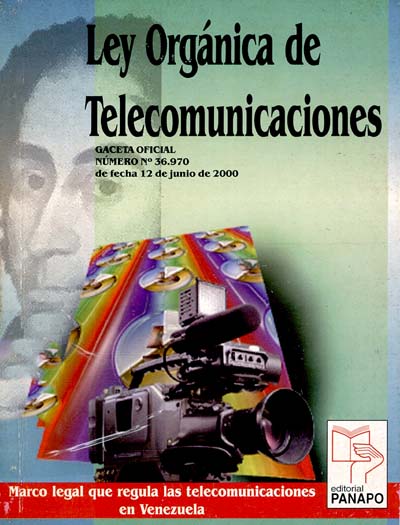 Ley Orgánica de
Telecomunicaciones
GACETA OFICIAL
NÚMERO Nº 36.970
de fecha 12 de junio de 2000
editorial
PANAPO
Marco legal que regula las telecomunicaciones
en Venezuela